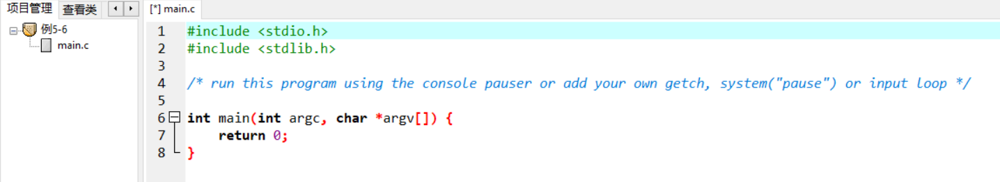 项目管理 查看类 [*] main.c
例5-6
main.c
1 #include <stdio.h>
2 #include <stdlib.h>
3
4 /* run this program using the console pauser or add your own getch, system("pause") or input loop */
5
6 int main(int argc, char *argv[]) {
7 return 0;
8 }